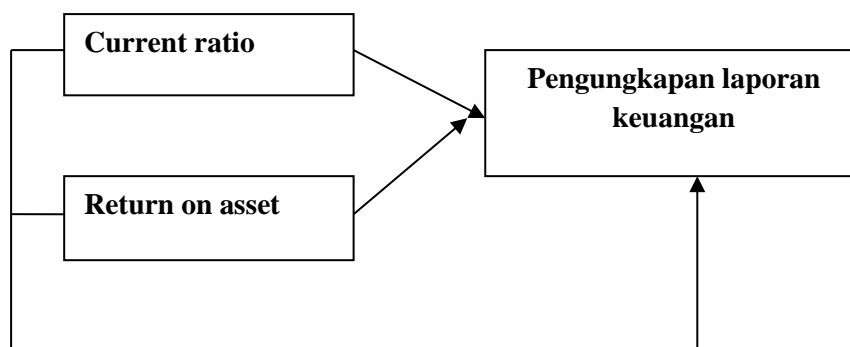 Current ratio
Pengungkapan laporan
keuangan
Return on asset